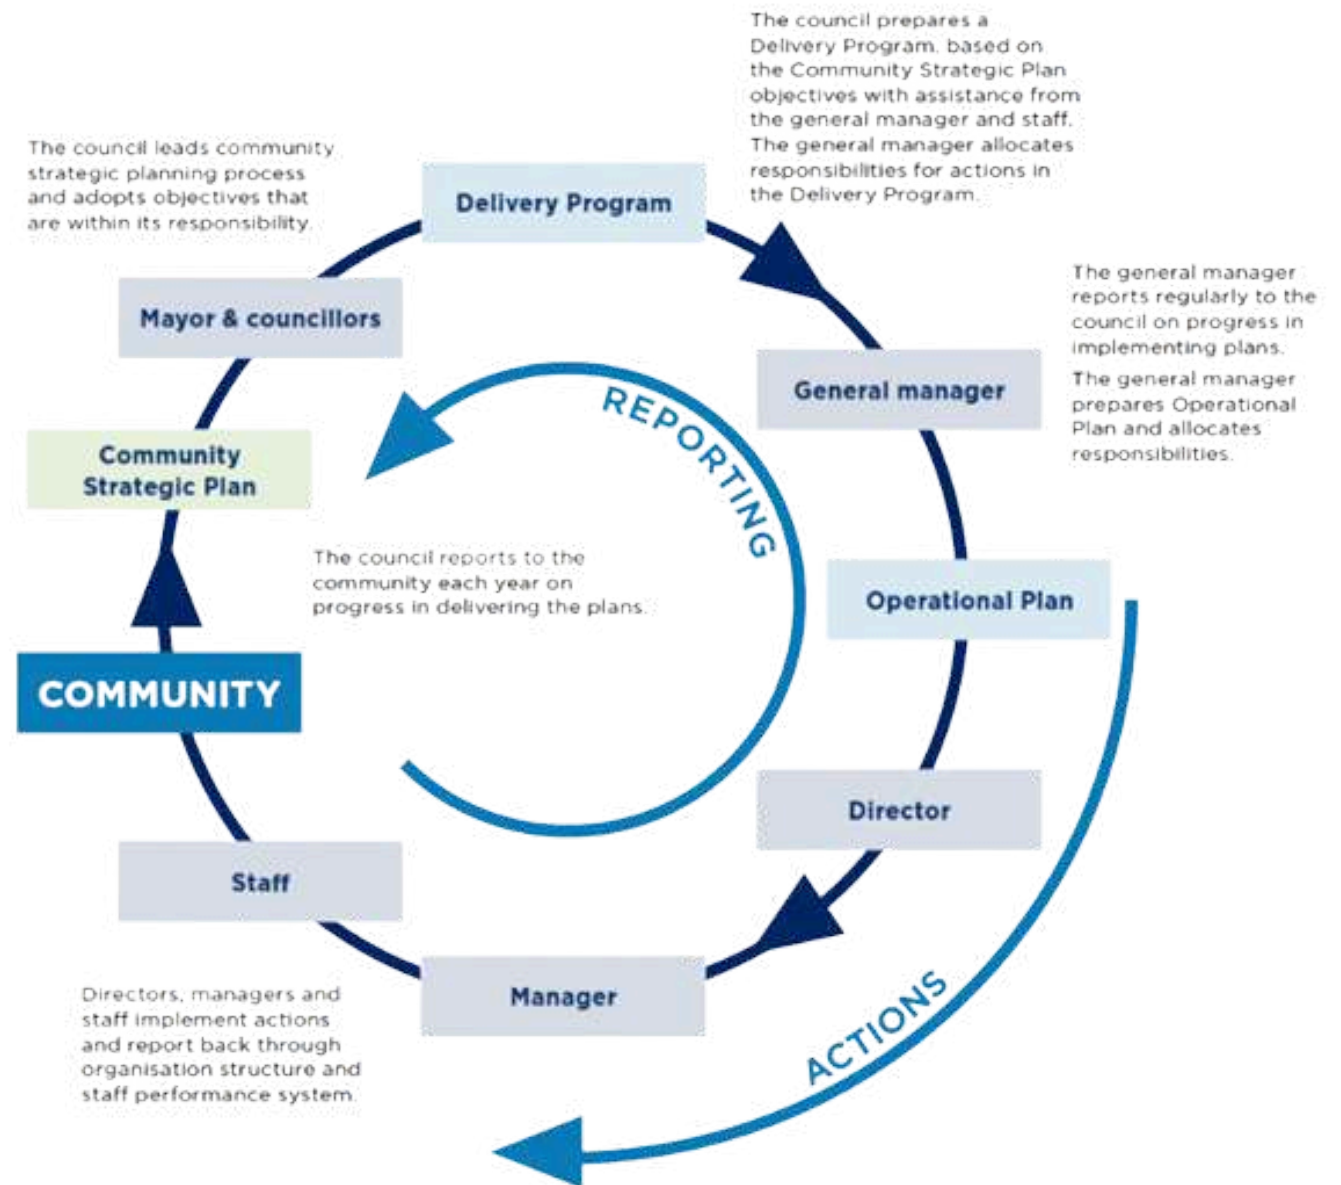 The council prepares a
Delivery Program, based on
the Community Strategic Plan
objectives with assistance from
the general manager and staff.
The general manager allocates
responsibilities for actions in
the Delivery Program.
The council leads community
strategic planning process
and adopts objectives that
are within its responsibility.
Delivery Program
Mayor & councillors
The general manager
reports regularly to the
council on progress in
implementing plans.
The general manager
prepares Operational
Plan and allocates
responsibilities.
General manager
REPORTING
Community
Strategic Plan
The council reports to the
community each year on
progress in delivering the plans.
Operational Plan
COMMUNITY
Director
Staff
Manager
ACTIONS
Directors, managers and
staff implement actions
and report back through
organisation structure and
staff performance system.